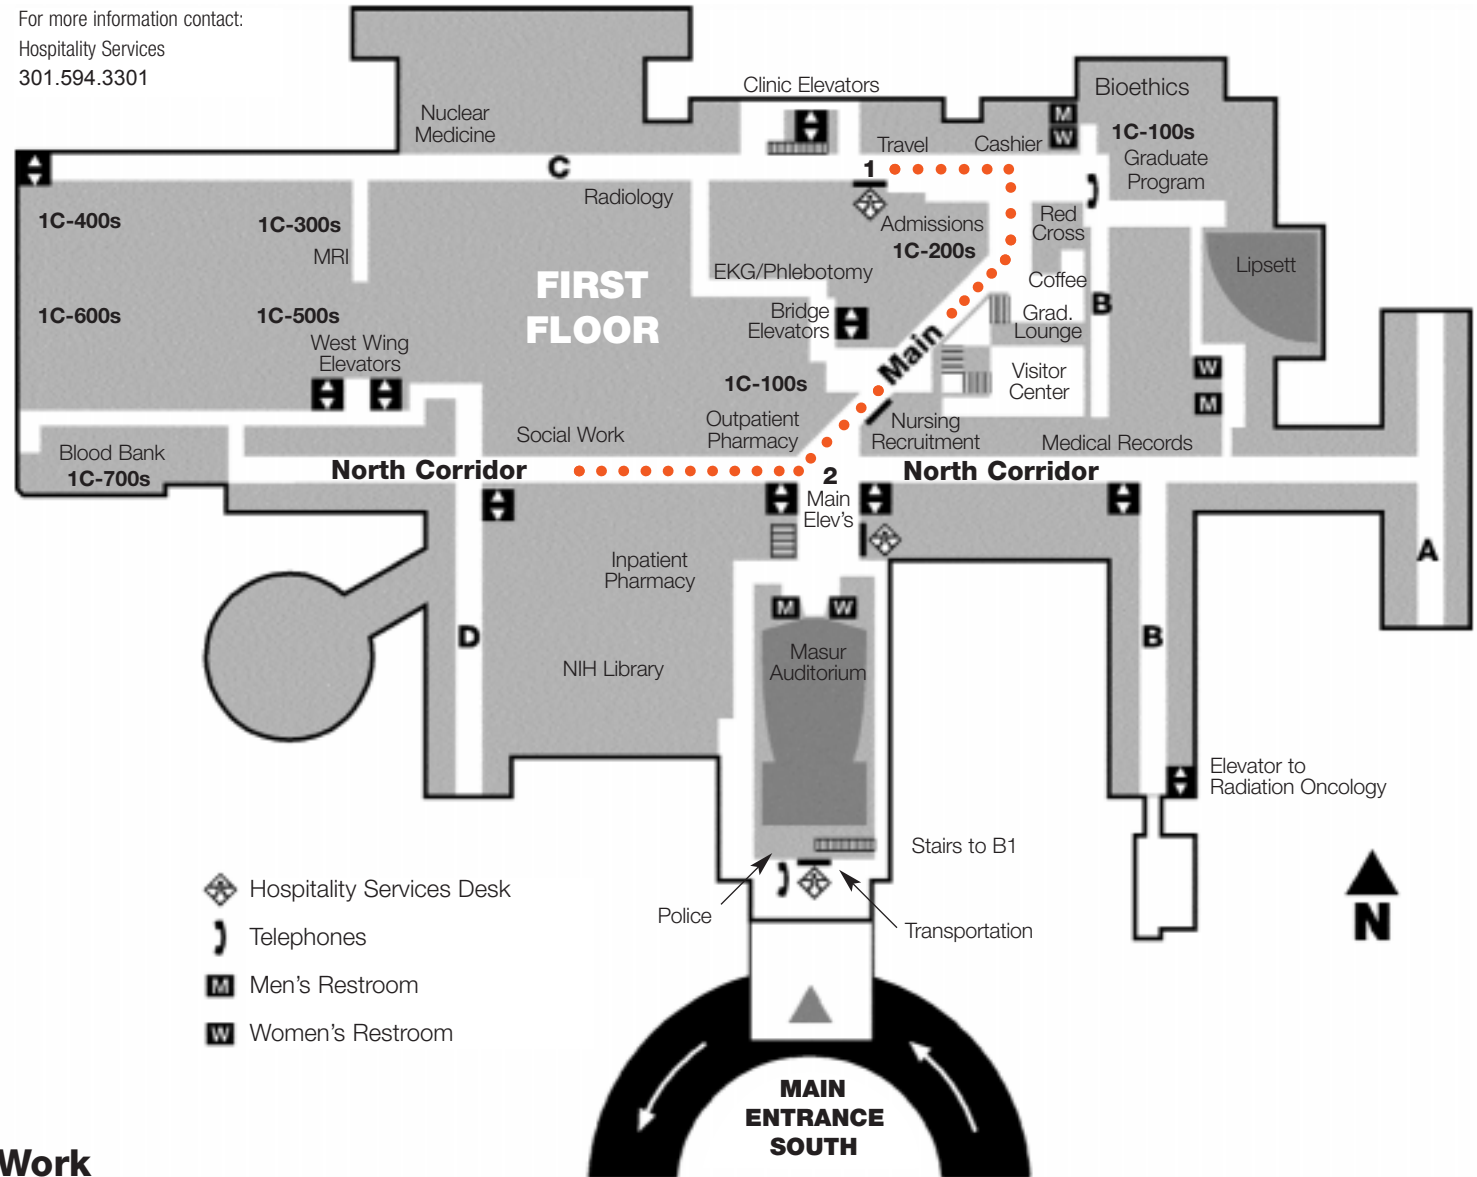 For more information contact:
Hospitality Services
301.594.3301
Clinic Elevators
Bioethics
Nuclear
Medicine
M
W
1C-100s
Graduate
Program
Travel
Cashier
C
1
Radiology
1C-400s
1C-300s
MRI
Admissions
1C-200s
Red
Cross
Lipsett
EKG/Phlebotomy
Coffee
FIRST
FLOOR
B
1C-600s
1C-500s
Bridge
Elevators
Grad.
Lounge
Main
West Wing
Elevators
Visitor
Center
W
M
1C-100s
Outpatient
Pharmacy
Nursing
Recruitment
Social Work
Medical Records
Blood Bank
1C-700s
North Corridor
2
North Corridor
Main
Elev's
Inpatient
Pharmacy
A
M
W
D
B
Masur
Auditorium
NIH Library
Elevator to
Radiation Oncology
Stairs to B1
Police
Transportation
Hospitality Services Desk
Telephones
M Men's Restroom
W Women's Restroom
N
MAIN
ENTRANCE
SOUTH
Work